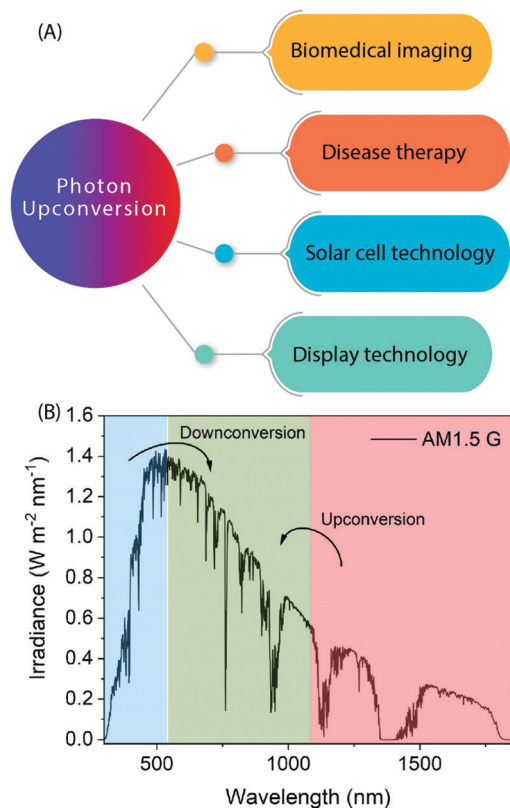 (A)
Biomedical imaging
Disease therapy
Photon
Upconversion
Solar cell technology
Display technology
(B)
1.6
1.4
1.2
1.0
0.8
0.6
0.4
0.2
0.0
Irradiance (W m⁻² nm⁻¹)
Downconversion
AM1.5 G
Upconversion
500
1000
1500
Wavelength (nm)